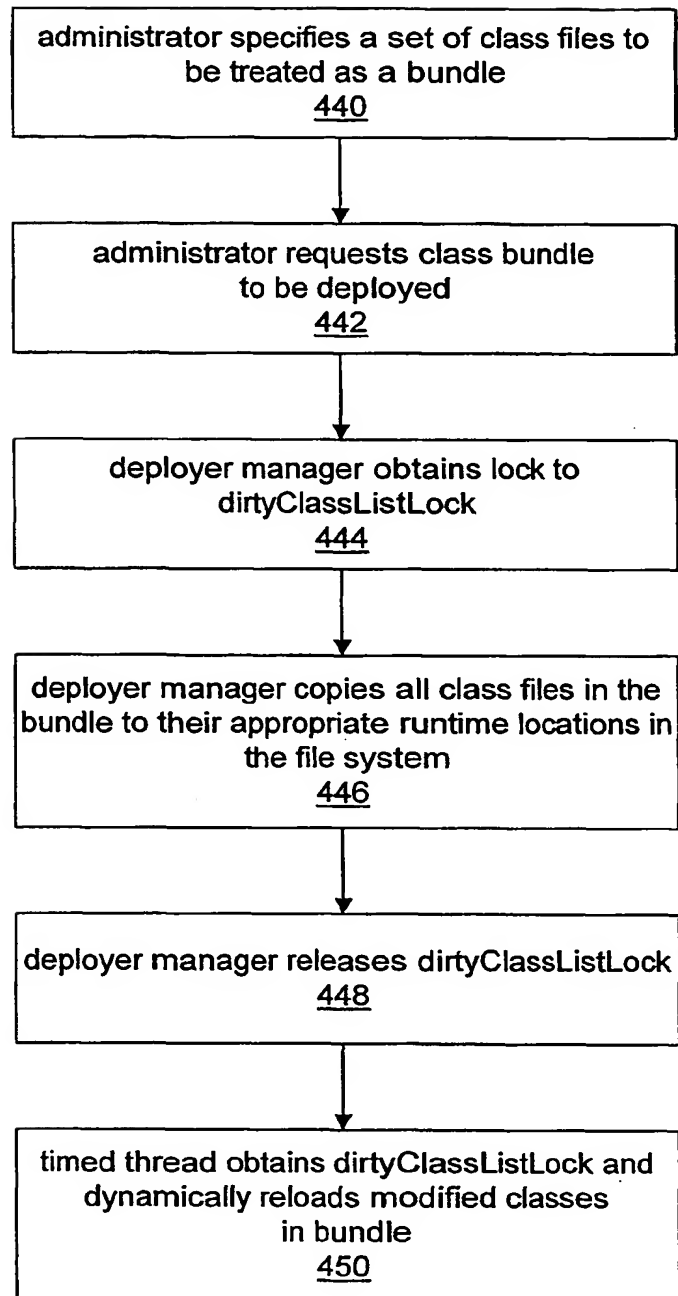 administrator specifies a set of class files to
be treated as a bundle
440
administrator requests class bundle
to be deployed
442
deployer manager obtains lock to
dirtyClassListLock
444
deployer manager copies all class files in the
bundle to their appropriate runtime locations in
the file system
446
deployer manager releases dirtyClassListLock
448
timed thread obtains dirtyClassListLock and
dynamically reloads modified classes
in bundle
450